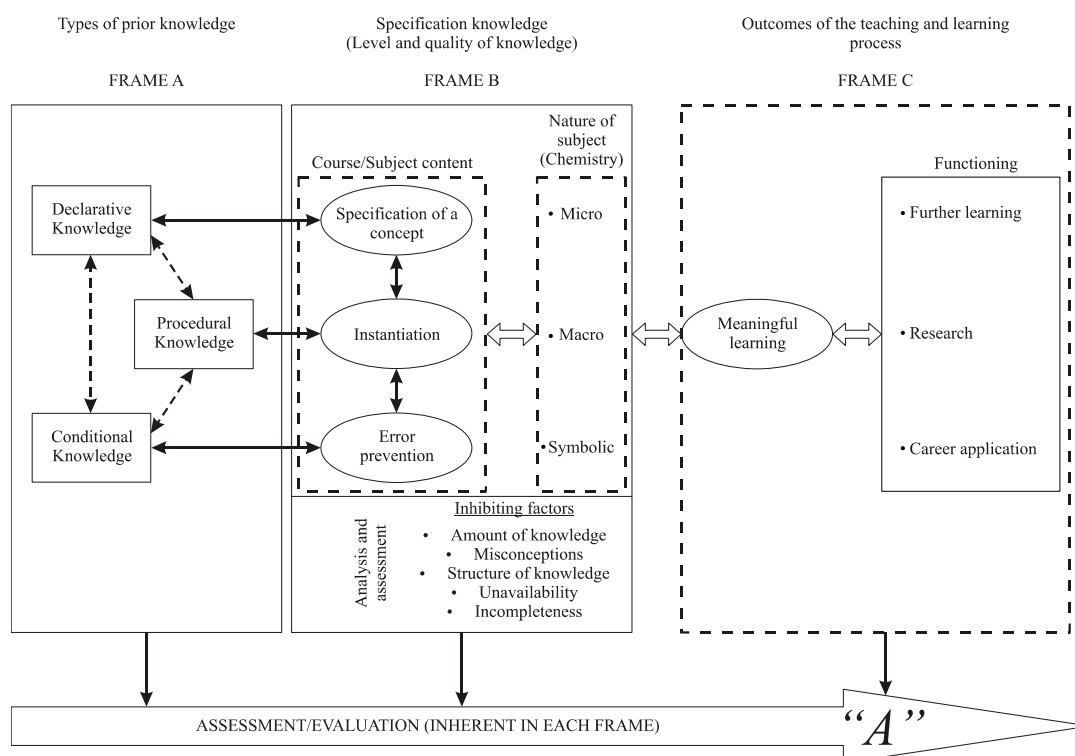 Types of prior knowledge
FRAME A
Declarative
Knowledge
Procedural
Knowledge
Conditional
Knowledge
Specification knowledge
(Level and quality of knowledge)
FRAME B
Course/Subject content
Specification of a
concept
Instantiation
Error
prevention
Nature of
subject
(Chemistry)
• Micro
• Macro
• Symbolic
Analysis and
assessment
Inhibiting factors
• Amount of knowledge
• Misconceptions
• Structure of knowledge
• Unavailability
• Incompleteness
Outcomes of the teaching and learning
process
FRAME C
Meaningful
learning
Functioning
• Further learning
• Research
• Career application
ASSESSMENT/EVALUATION (INHERENT IN EACH FRAME)
“A”